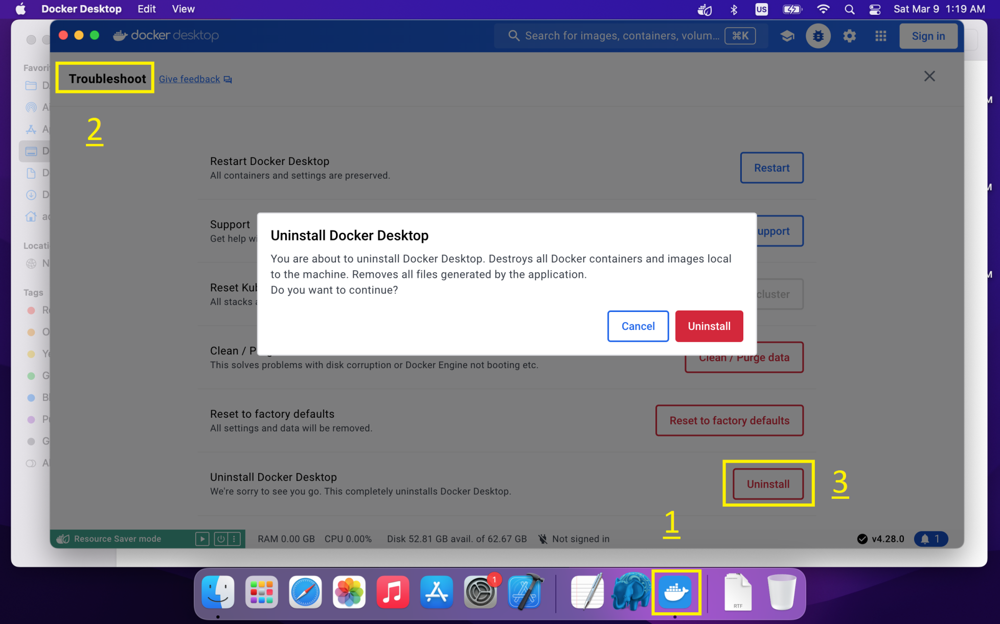 Docker Desktop Edit View US Sat Mar 9 1:19 AM
docker desktop Search for images, containers, volum... ⌘K Sign in
Favori
Troubleshoot Give feedback
D
Ai
A
2
D
Restart Docker Desktop
All containers and settings are preserved.
Restart
D
D
ac
Support
Get help wi
upport
Uninstall Docker Desktop
You are about to uninstall Docker Desktop. Destroys all Docker containers and images local
to the machine. Removes all files generated by the application.
Do you want to continue?
Cancel Uninstall
Locati
N
Reset Kub
All stacks a
cluster
Tags
R
O
Ye
G
Bl
P
G
Al
Clean / P
This solves problems with disk corruption or Docker Engine not booting etc.
Clean / Purge data
Reset to factory defaults
All settings and data will be removed.
Reset to factory defaults
Uninstall Docker Desktop
We're sorry to see you go. This completely uninstalls Docker Desktop.
Uninstall
3
1
Resource Saver mode RAM 0.00 GB CPU 0.00% Disk 52.81 GB avail. of 62.67 GB Not signed in v4.28.0 1
1
RTF